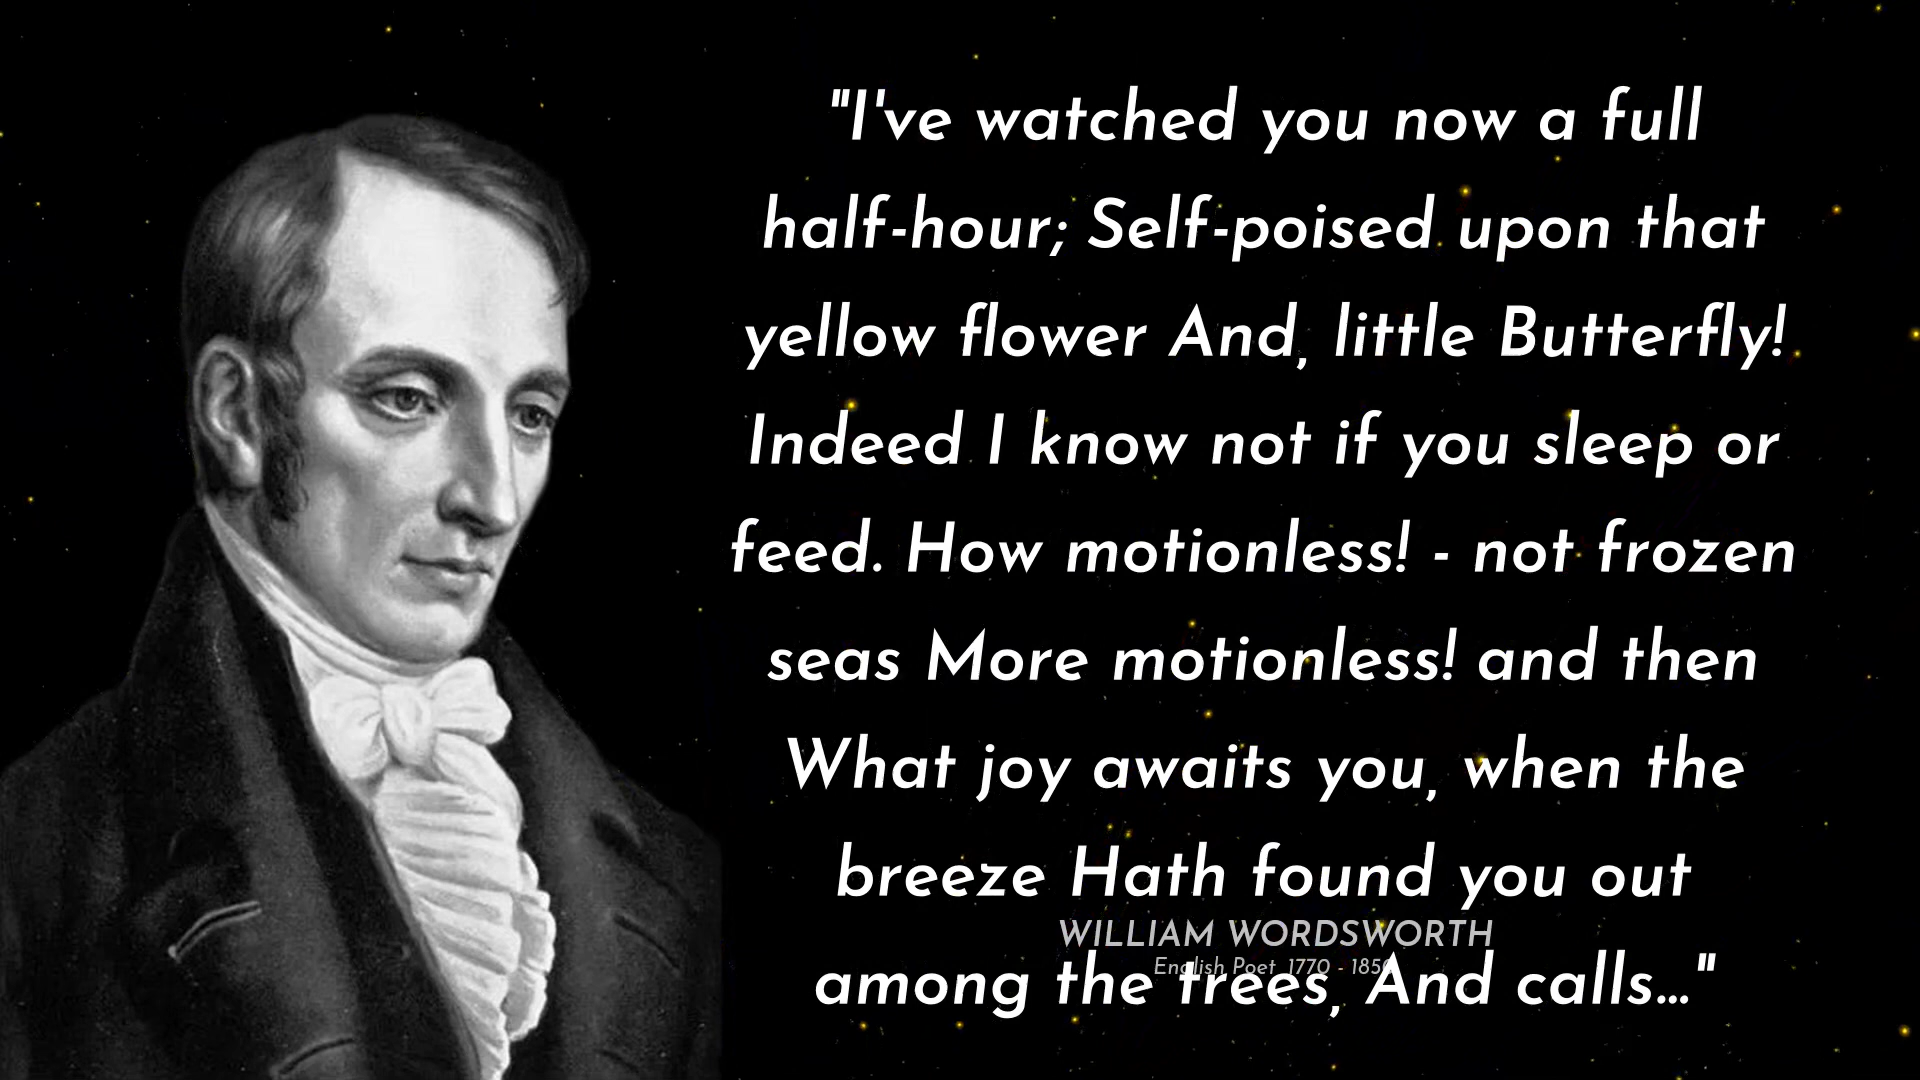 "I've watched you now a full
half-hour; Self-poised upon that
yellow flower And, little Butterfly!
Indeed I know not if you sleep or
feed. How motionless! - not frozen
seas More motionless! and then
What joy awaits you, when the
breeze Hath found you out
WILLIAM WORDSWORTH
English Poet 1770 - 1850
among the trees, And calls..."